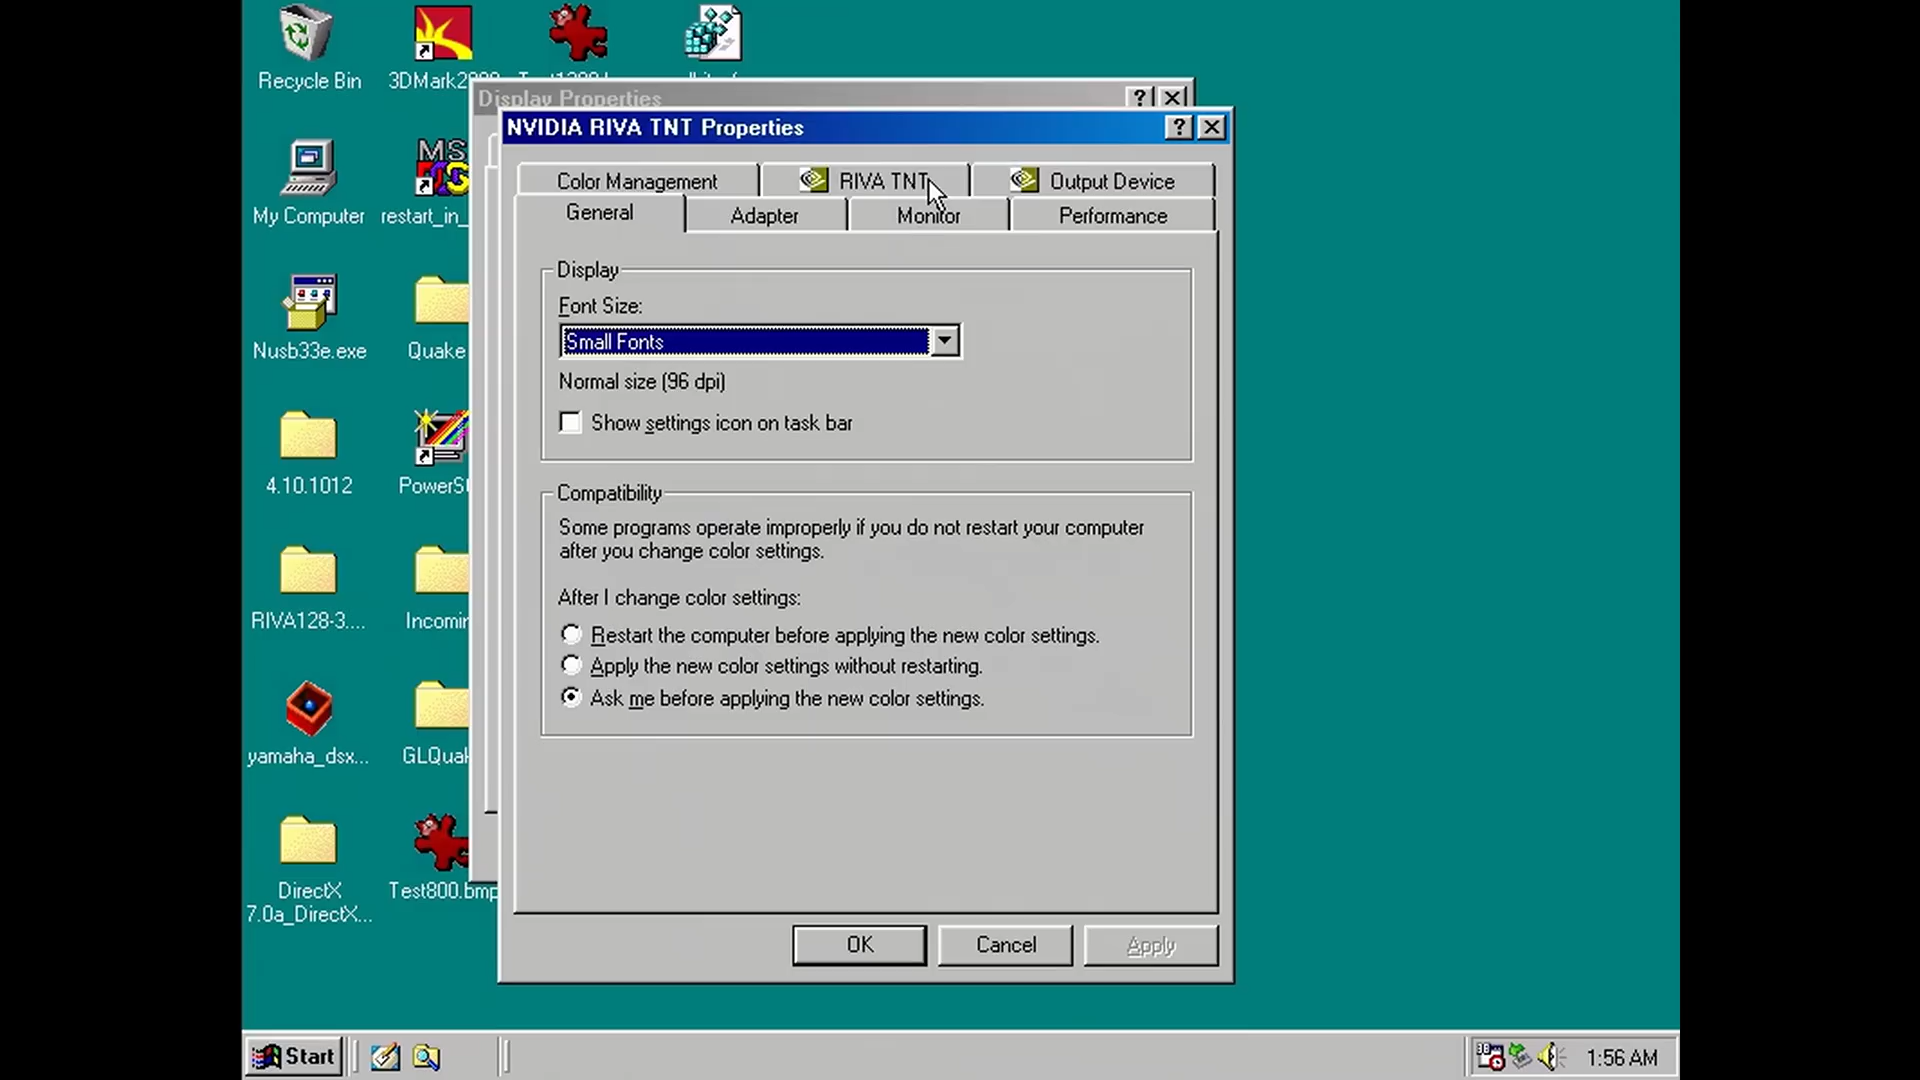 Recycle Bin
3DMark2000
My Computer
restart_in_
Nusb33e.exe
Quake
4.10.1012
PowerSt
RIVA128-3....
Incomin
yamaha_dsx...
GLQuak
DirectX
7.0a_DirectX...
Test800.bmp
Display Properties
NVIDIA RIVA TNT Properties
Color Management
RIVA TNT
Output Device
General
Adapter
Monitor
Performance
Display
Font Size:
Small Fonts
Normal size (96 dpi)
Show settings icon on task bar
Compatibility
Some programs operate improperly if you do not restart your computer
after you change color settings.
After I change color settings:
Restart the computer before applying the new color settings.
Apply the new color settings without restarting.
Ask me before applying the new color settings.
OK
Cancel
Apply
Start
1:56 AM